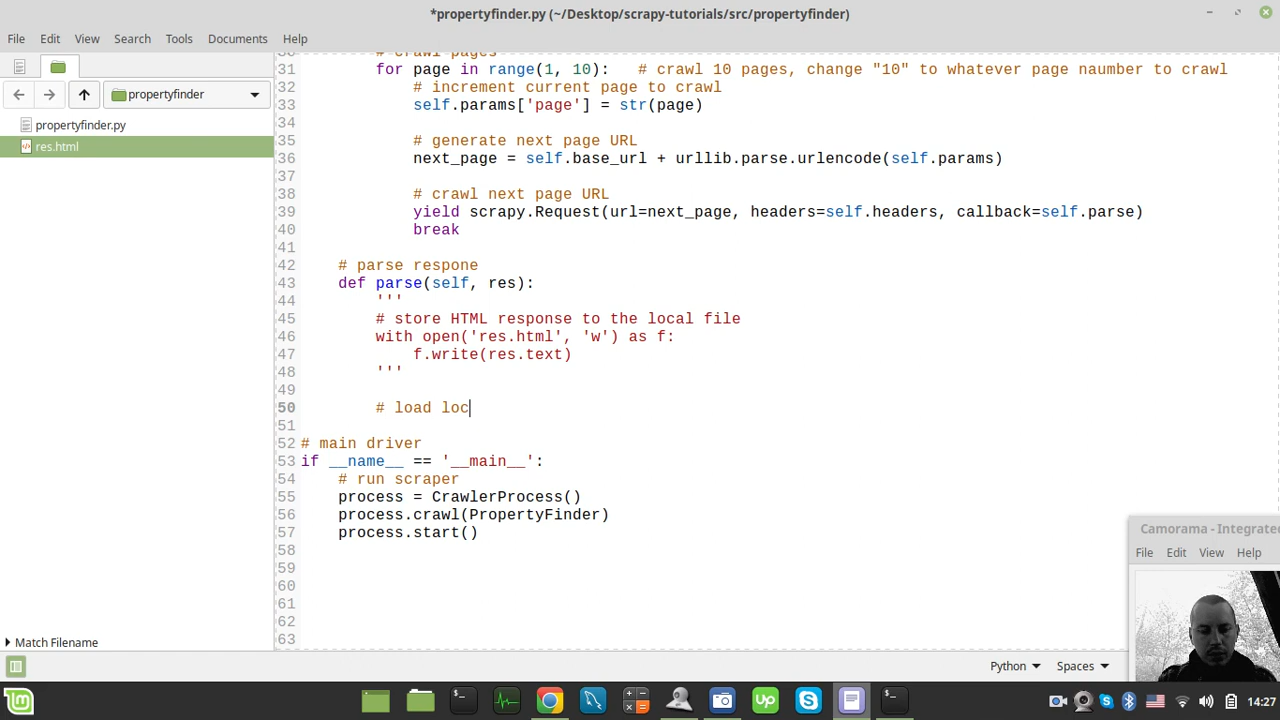 *propertyfinder.py (~/Desktop/scrapy-tutorials/src/propertyfinder)
File Edit View Search Tools Documents Help
propertyfinder
propertyfinder.py
res.html
Match Filename
30 # crawl pages
31 for page in range(1, 10): # crawl 10 pages, change "10" to whatever page naumber to crawl
32 # increment current page to crawl
33 self.params['page'] = str(page)
34
35 # generate next page URL
36 next_page = self.base_url + urllib.parse.urlencode(self.params)
37
38 # crawl next page URL
39 yield scrapy.Request(url=next_page, headers=self.headers, callback=self.parse)
40 break
41
42 # parse respone
43 def parse(self, res):
44 '''
45 # store HTML response to the local file
46 with open('res.html', 'w') as f:
47 f.write(res.text)
48 '''
49
50 # load loc
51
52 # main driver
53 if __name__ == '__main__':
54 # run scraper
55 process = CrawlerProcess()
56 process.crawl(PropertyFinder)
57 process.start()
58
59
60
61
62
63
Camorama - Integrated
File Edit View Help
Python Spaces
Up
14:27